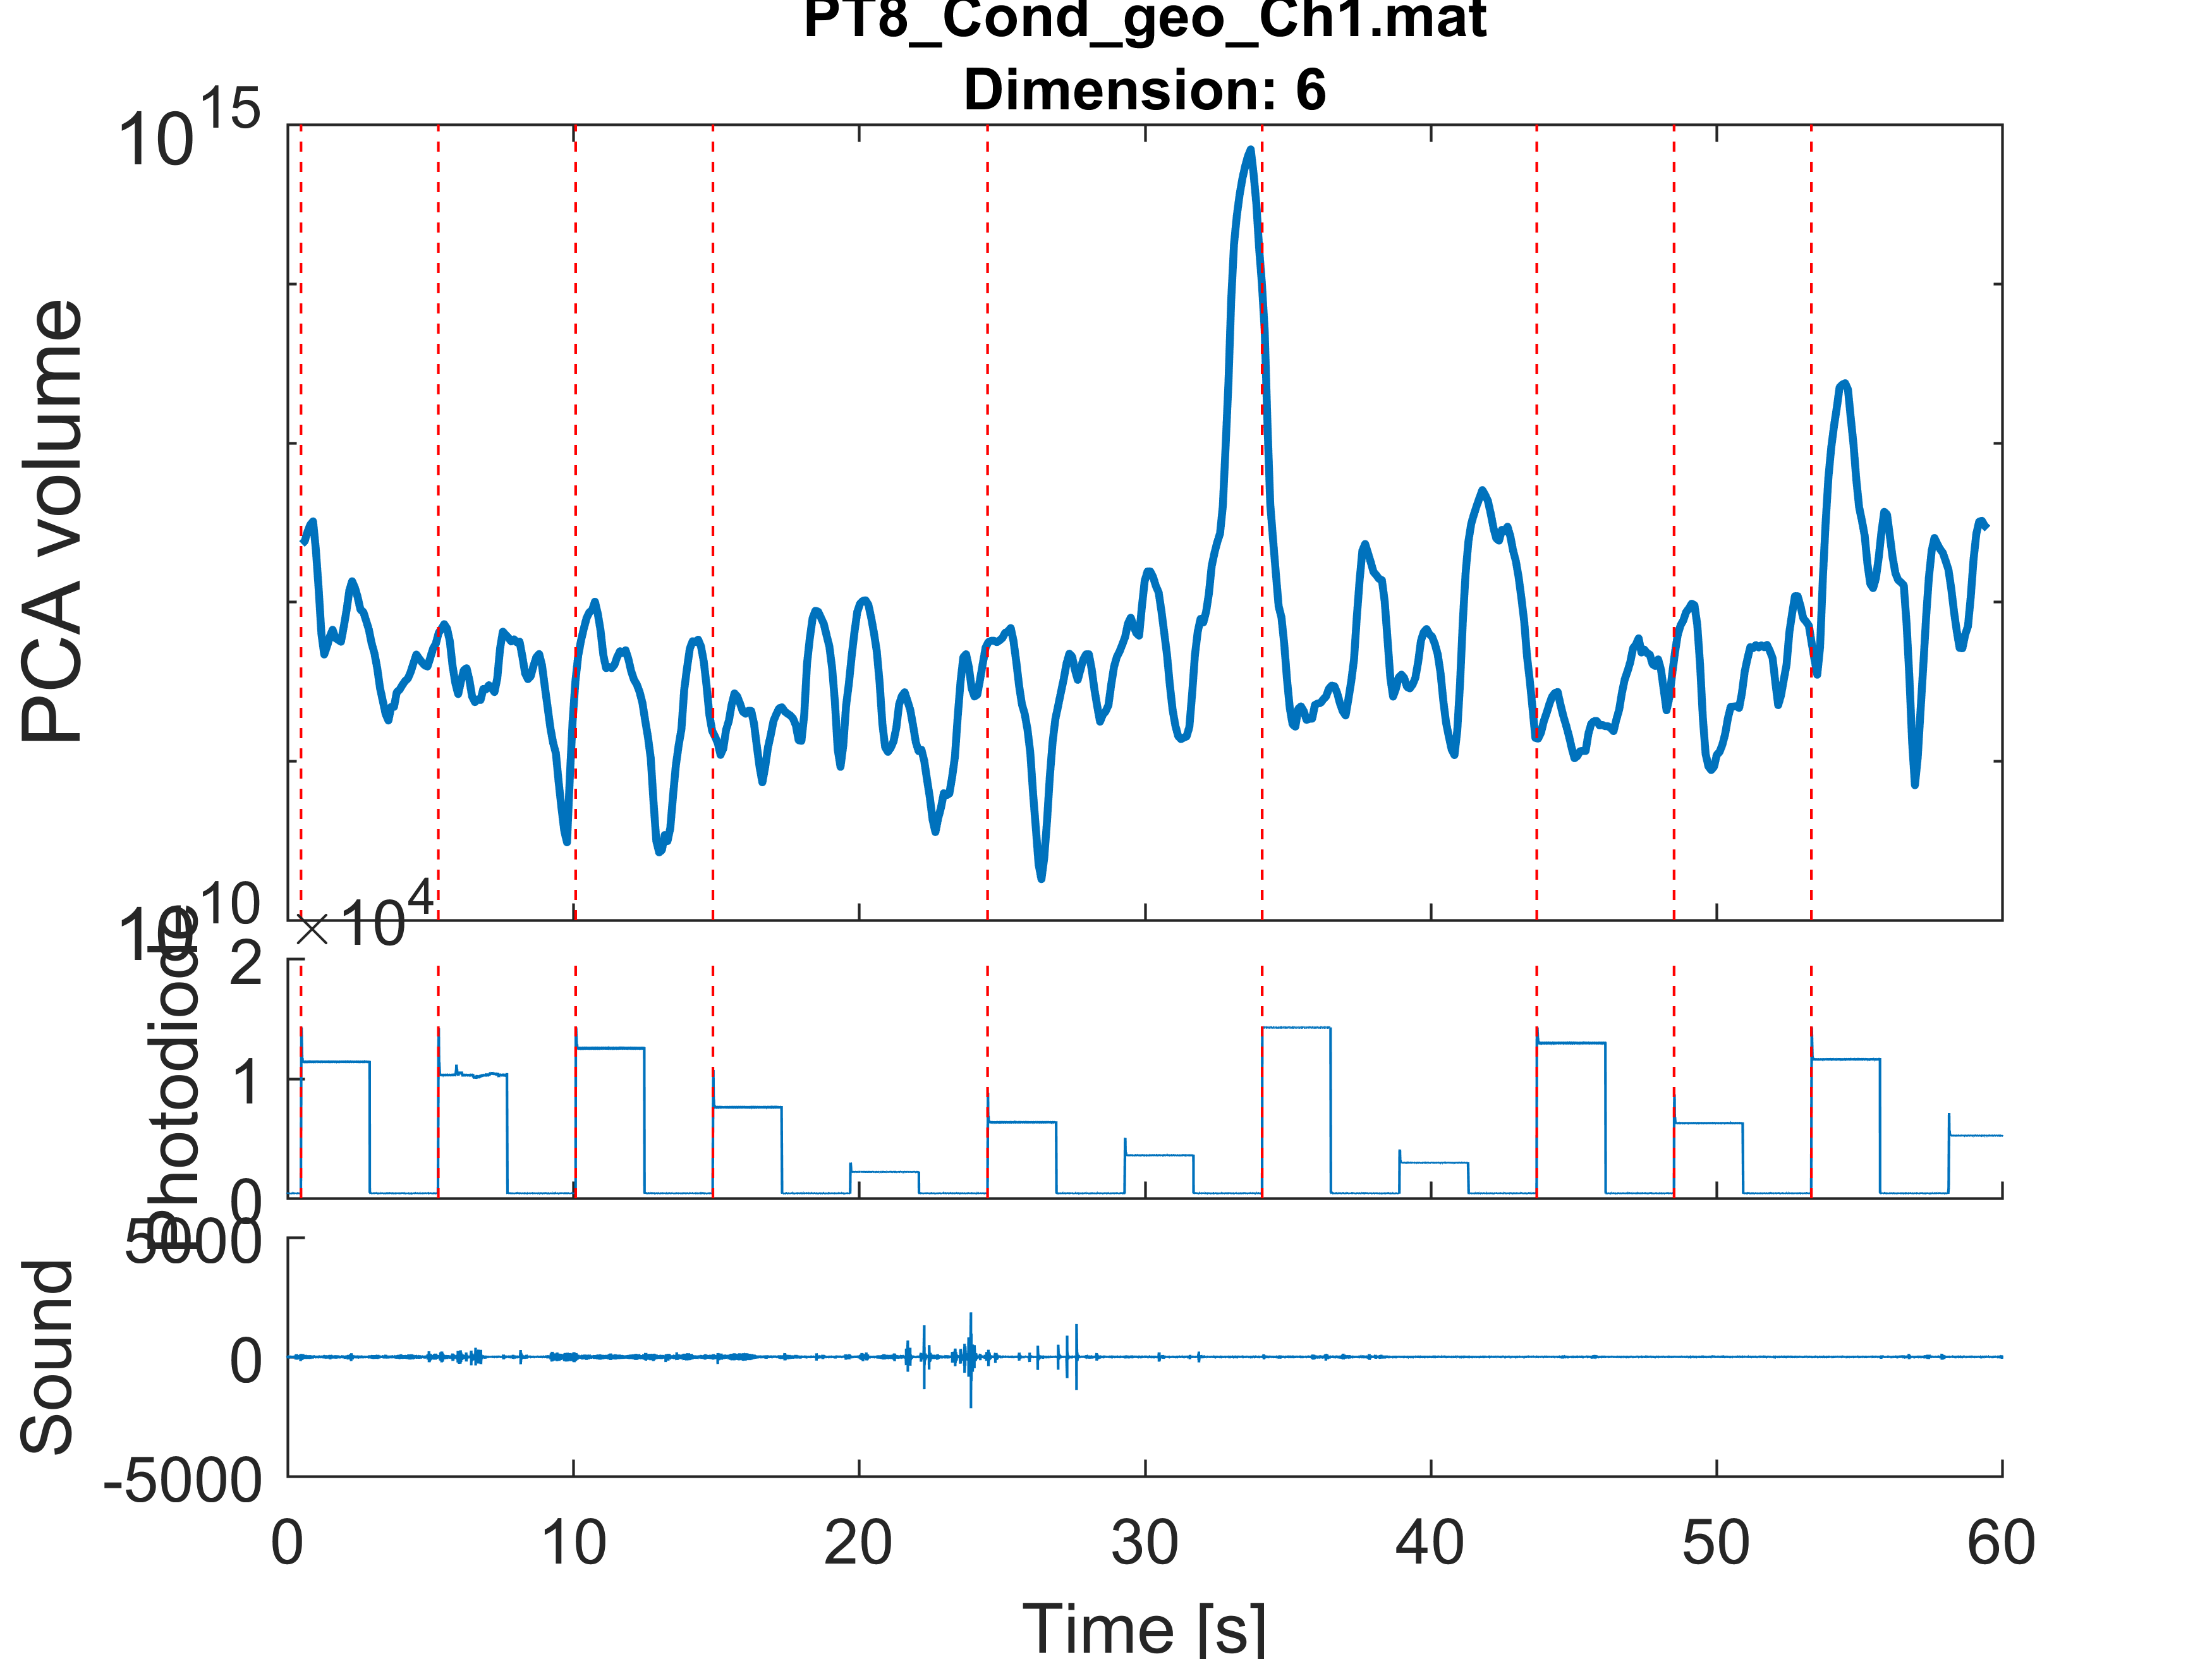 PT8_Cond_geo_Ch1.mat
Dimension: 6
10^15
PCA volume
10^10
×10^4
2
1
0
Photodiode
5000
0
-5000
Sound
0 10 20 30 40 50 60
Time [s]